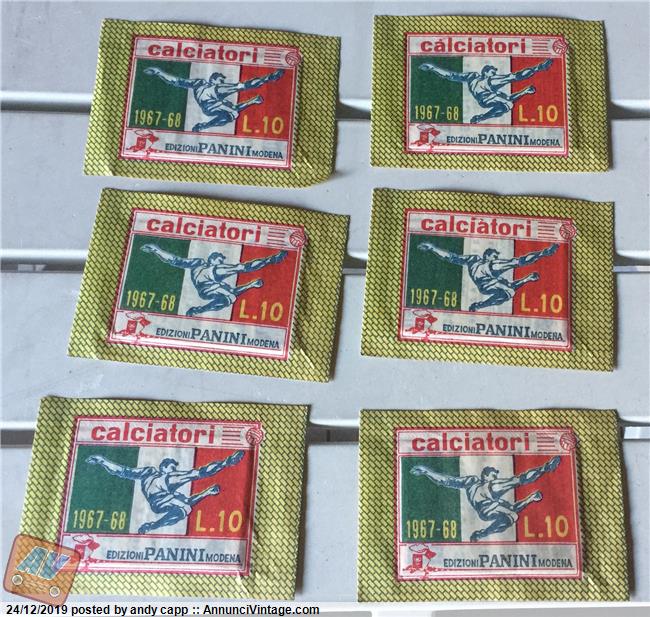 calciatori
1967-68 L.10
EDIZIONI PANINI MODENA
calciatori
1967-68 L.10
EDIZIONI PANINI MODENA
calciatori
1967-68 L.10
EDIZIONI PANINI MODENA
calciatori
1967-68 L.10
EDIZIONI PANINI MODENA
calciatori
1967-68 L.10
EDIZIONI PANINI MODENA
calciatori
1967-68 L.10
EDIZIONI PANINI MODENA
AV
24/12/2019 posted by andy capp :: AnnunciVintage.com